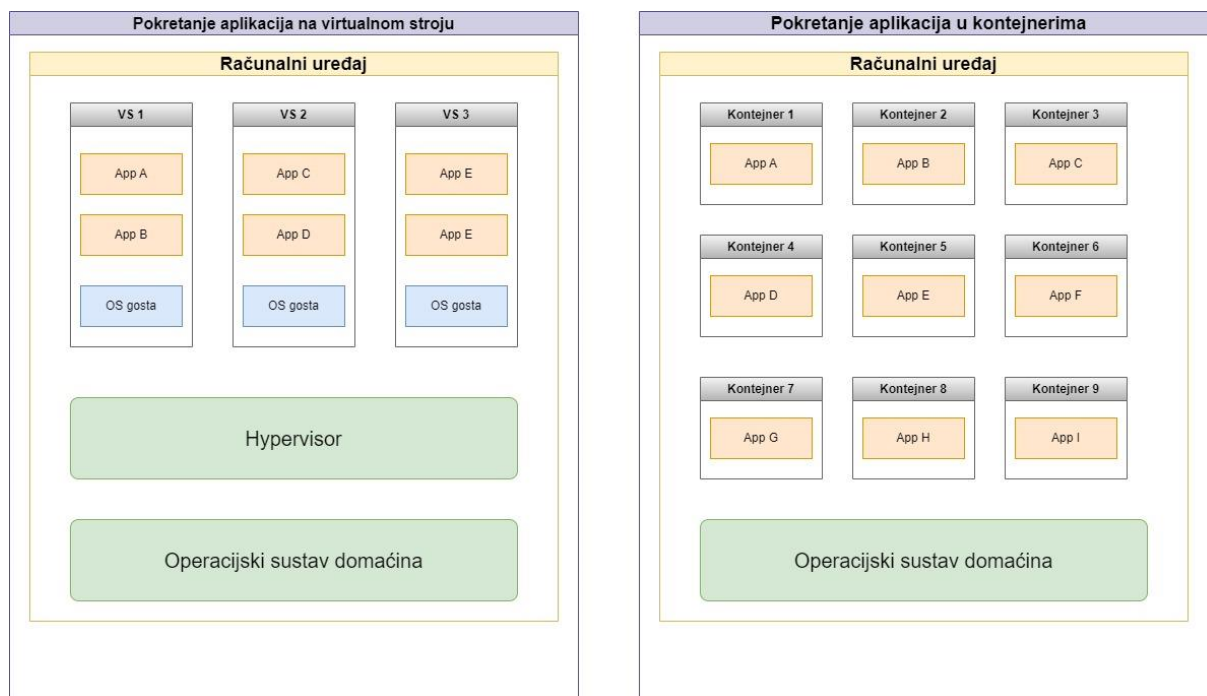 Pokretanje aplikacija na virtualnom stroju
Računalni uređaj
VS 1
VS 2
VS 3
App A
App C
App E
App B
App D
App E
OS gosta
OS gosta
OS gosta
Hypervisor
Operacijski sustav domaćina
Pokretanje aplikacija u kontejnerima
Računalni uređaj
Kontejner 1
Kontejner 2
Kontejner 3
App A
App B
App C
Kontejner 4
Kontejner 5
Kontejner 6
App D
App E
App F
Kontejner 7
Kontejner 8
Kontejner 9
App G
App H
App I
Operacijski sustav domaćina